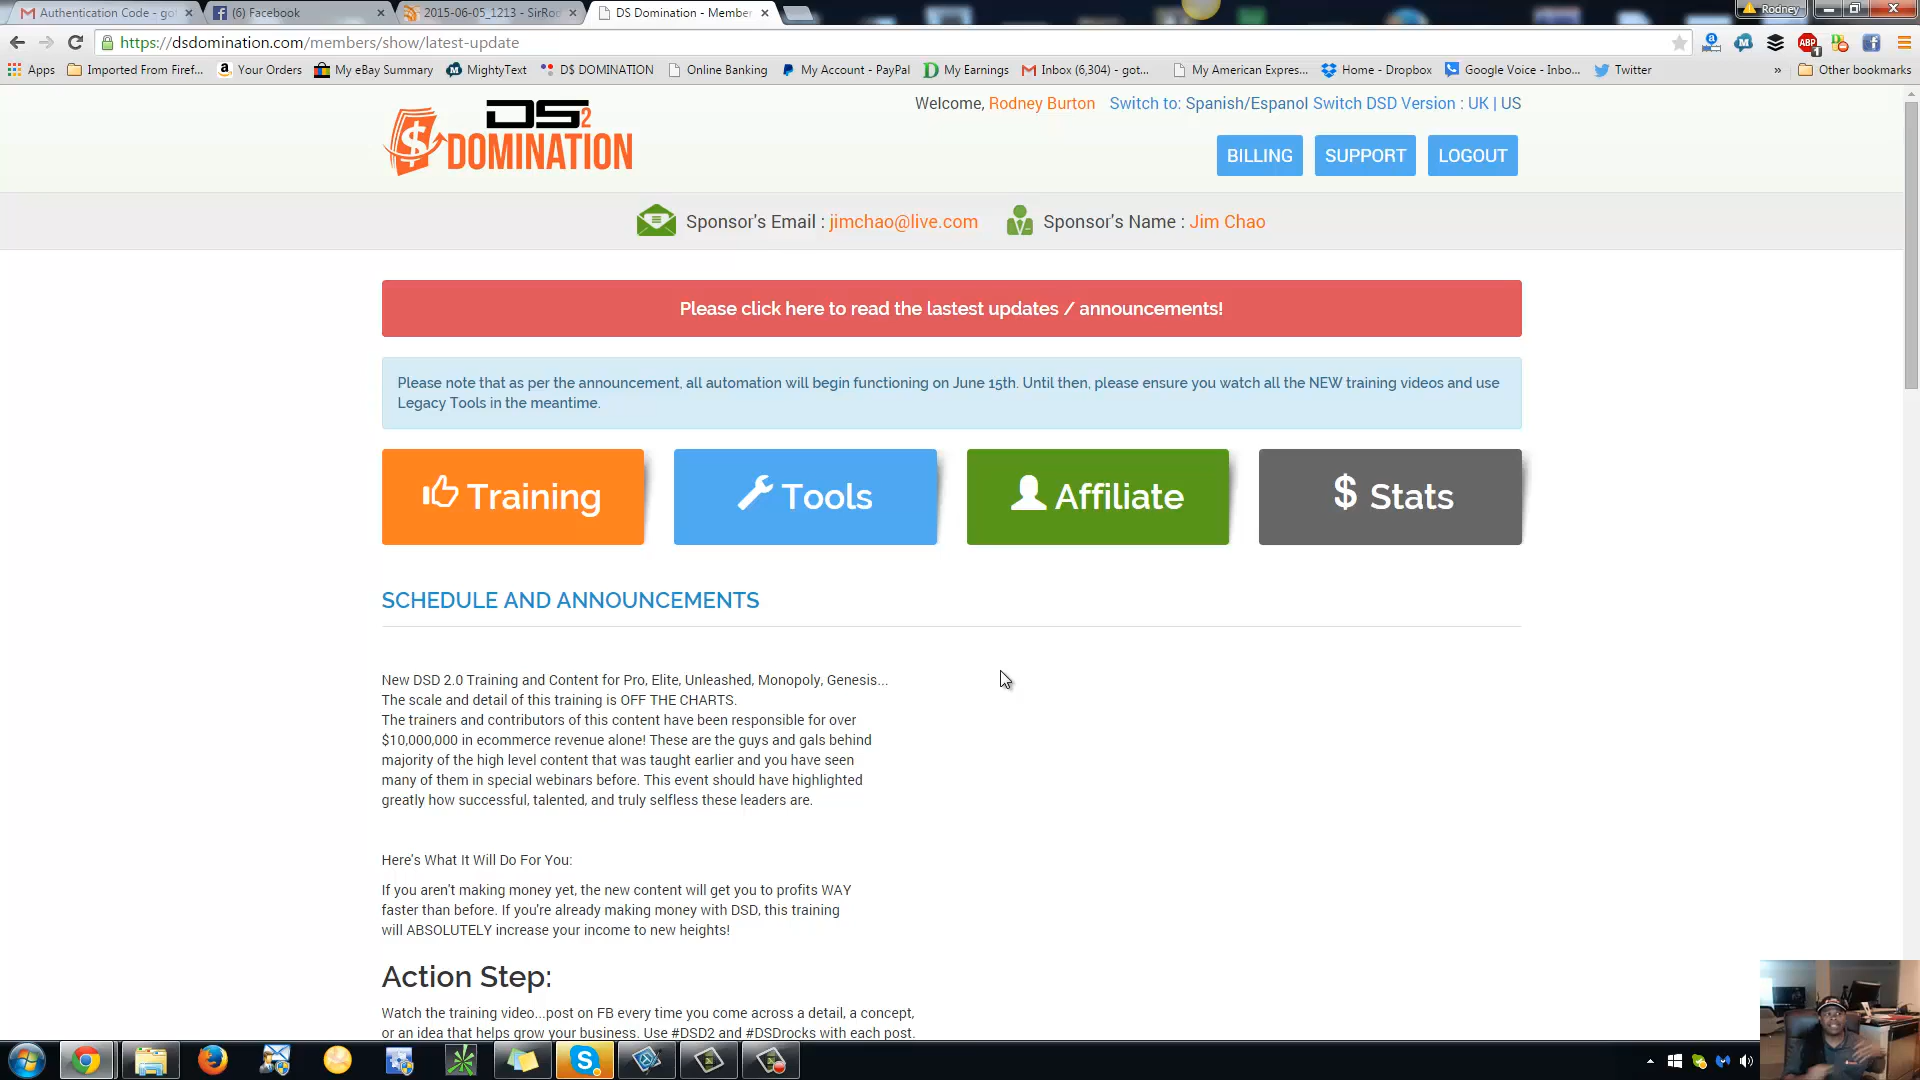 Authentication Code - go
(6) Facebook
2015-06-05_1213 - SirRod
DS Domination - Member
Rodney
https://dsdomination.com/members/show/latest-update
Apps
Imported From Firef...
Your Orders
My eBay Summary
MightyText
D$ DOMINATION
Online Banking
My Account - PayPal
My Earnings
Inbox (6,304) - got...
My American Expres...
Home - Dropbox
Google Voice - Inbo...
Twitter
»
Other bookmarks
DS2
DOMINATION
Welcome, Rodney Burton Switch to: Spanish/Espanol Switch DSD Version : UK | US
BILLING
SUPPORT
LOGOUT
Sponsor's Email : jimchao@live.com
Sponsor's Name : Jim Chao
Please click here to read the lastest updates / announcements!
Please note that as per the announcement, all automation will begin functioning on June 15th. Until then, please ensure you watch all the NEW training videos and use
Legacy Tools in the meantime.
Training
Tools
Affiliate
$ Stats
SCHEDULE AND ANNOUNCEMENTS
New DSD 2.0 Training and Content for Pro, Elite, Unleashed, Monopoly, Genesis...
The scale and detail of this training is OFF THE CHARTS.
The trainers and contributors of this content have been responsible for over
$10,000,000 in ecommerce revenue alone! These are the guys and gals behind
majority of the high level content that was taught earlier and you have seen
many of them in special webinars before. This event should have highlighted
greatly how successful, talented, and truly selfless these leaders are.
Here's What It Will Do For You:
If you aren't making money yet, the new content will get you to profits WAY
faster than before. If you're already making money with DSD, this training
will ABSOLUTELY increase your income to new heights!
Action Step:
Watch the training video...post on FB every time you come across a detail, a concept,
or an idea that helps grow your business. Use #DSD2 and #DSDrocks with each post.